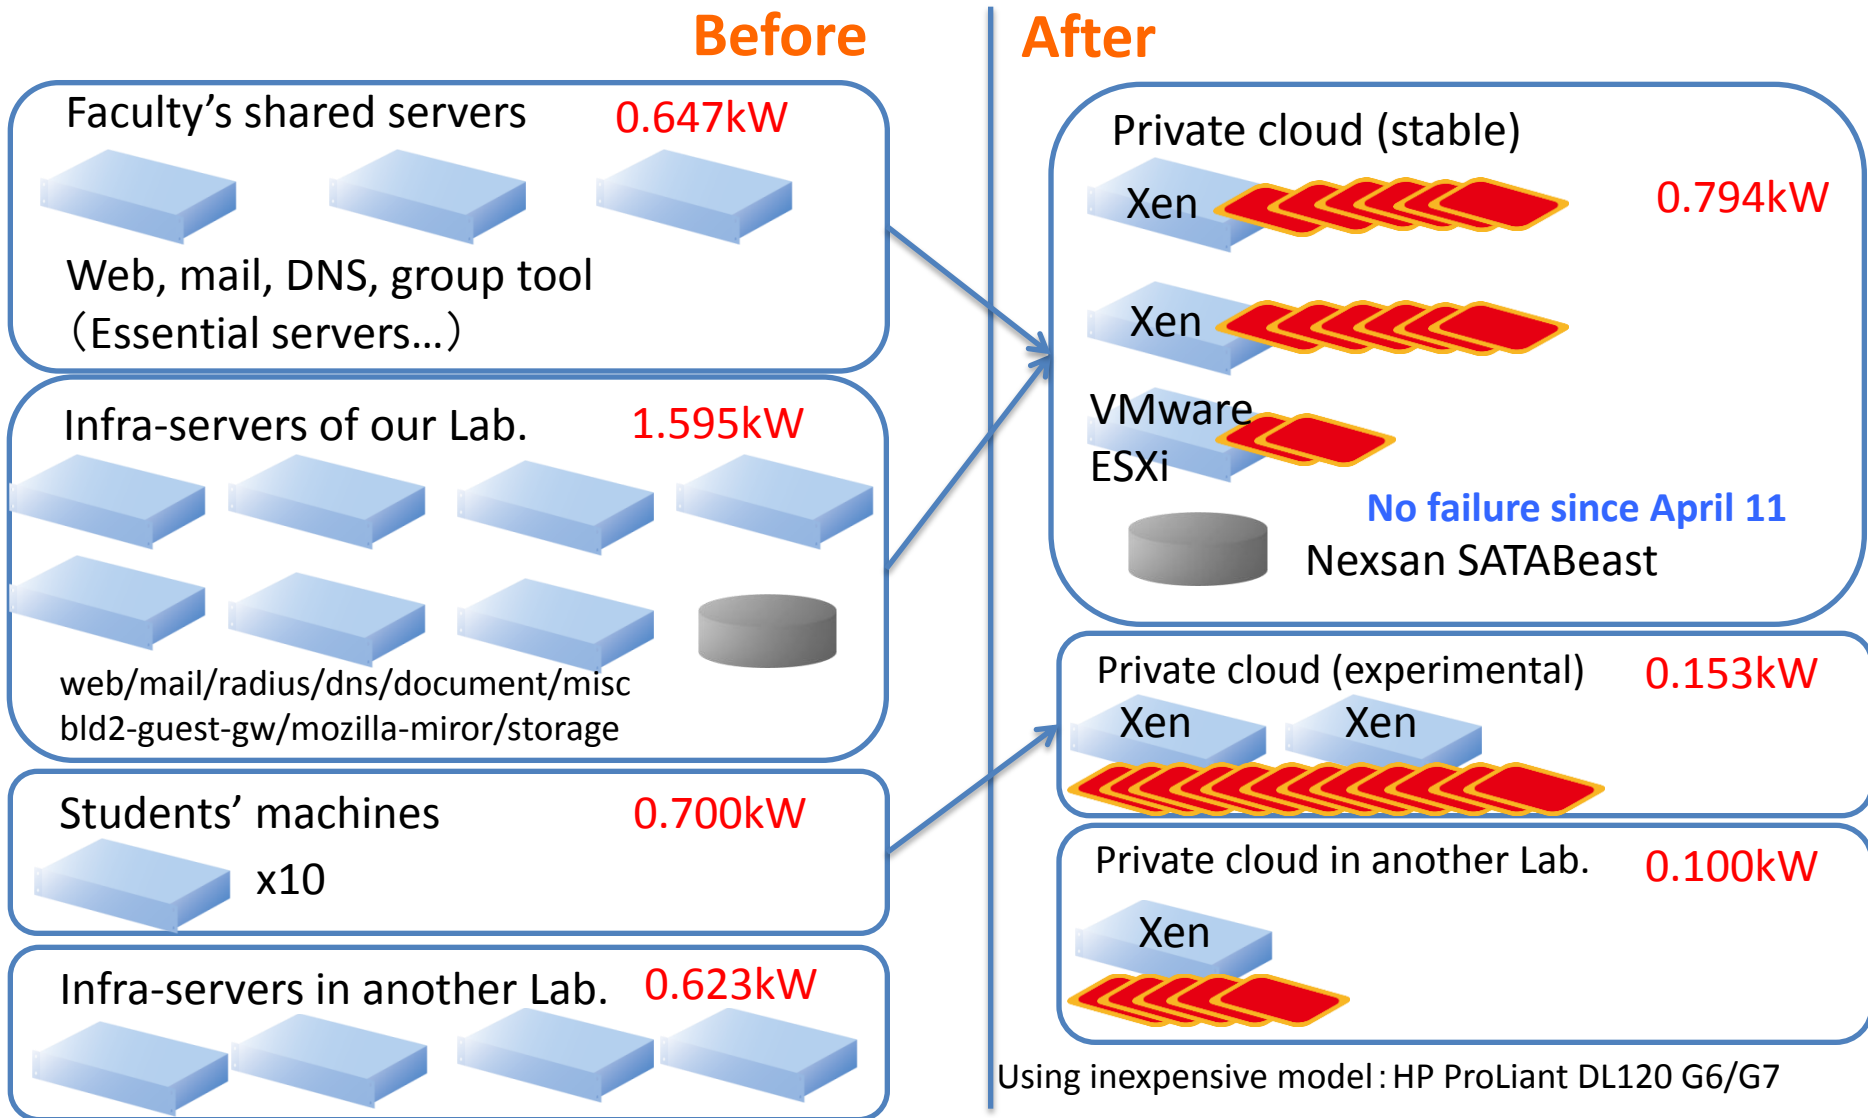 Before
Faculty’s shared servers 0.647kW
Web, mail, DNS, group tool
（Essential servers…）
Infra-servers of our Lab. 1.595kW
web/mail/radius/dns/document/misc
bld2-guest-gw/mozilla-miror/storage
Students’ machines 0.700kW
x10
Infra-servers in another Lab. 0.623kW
After
Private cloud (stable)
Xen 0.794kW
Xen
VMware
ESXi
No failure since April 11
Nexsan SATABeast
Private cloud (experimental) 0.153kW
Xen Xen
Private cloud in another Lab. 0.100kW
Xen
Using inexpensive model : HP ProLiant DL120 G6/G7